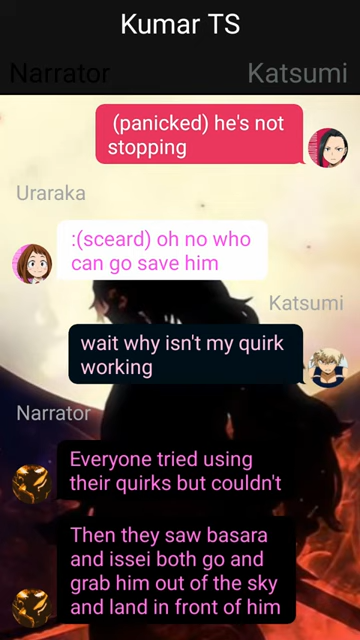 Kumar TS
Narrator
Katsumi
(panicked) he's not
stopping
Uraraka
:(sceard) oh no who
can go save him
Katsumi
wait why isn't my quirk
working
Narrator
Everyone tried using
their quirks but couldn't
Then they saw basara
and issei both go and
grab him out of the sky
and land in front of him